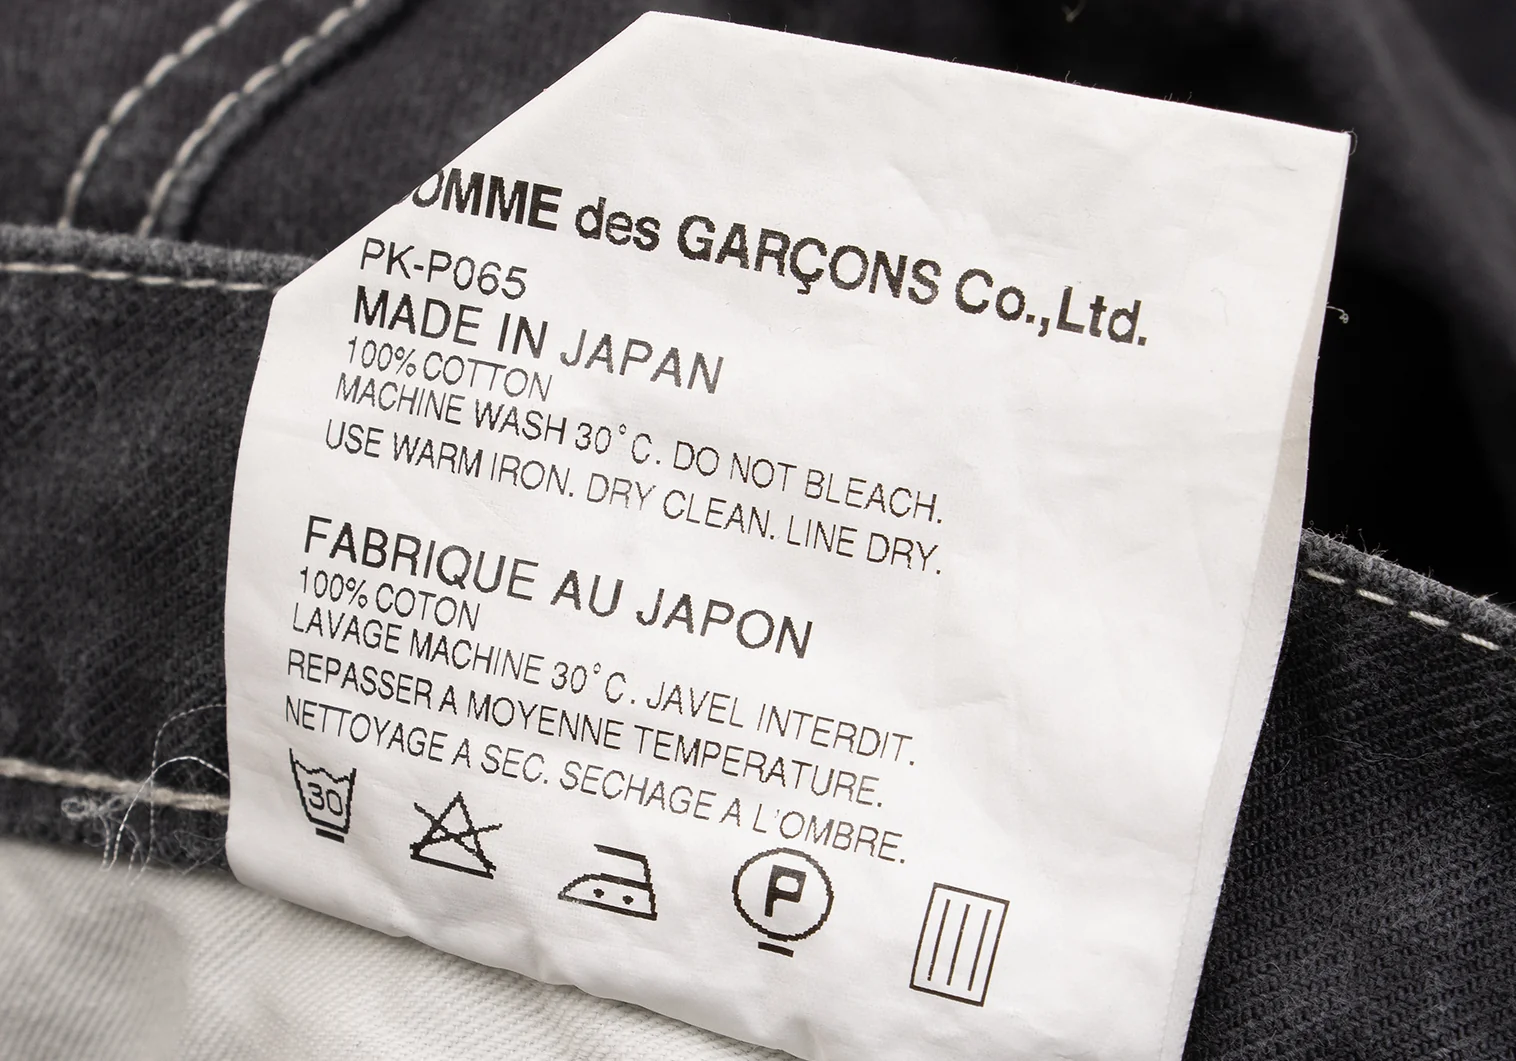 COMME des GARÇONS Co.,Ltd.
PK-P065
MADE IN JAPAN
100% COTTON
MACHINE WASH 30°C. DO NOT BLEACH.
USE WARM IRON. DRY CLEAN. LINE DRY.
FABRIQUE AU JAPON
100% COTON
LAVAGE MACHINE 30°C. JAVEL INTERDIT.
REPASSER A MOYENNE TEMPERATURE.
NETTOYAGE A SEC. SECHAGE A L'OMBRE.
30
P